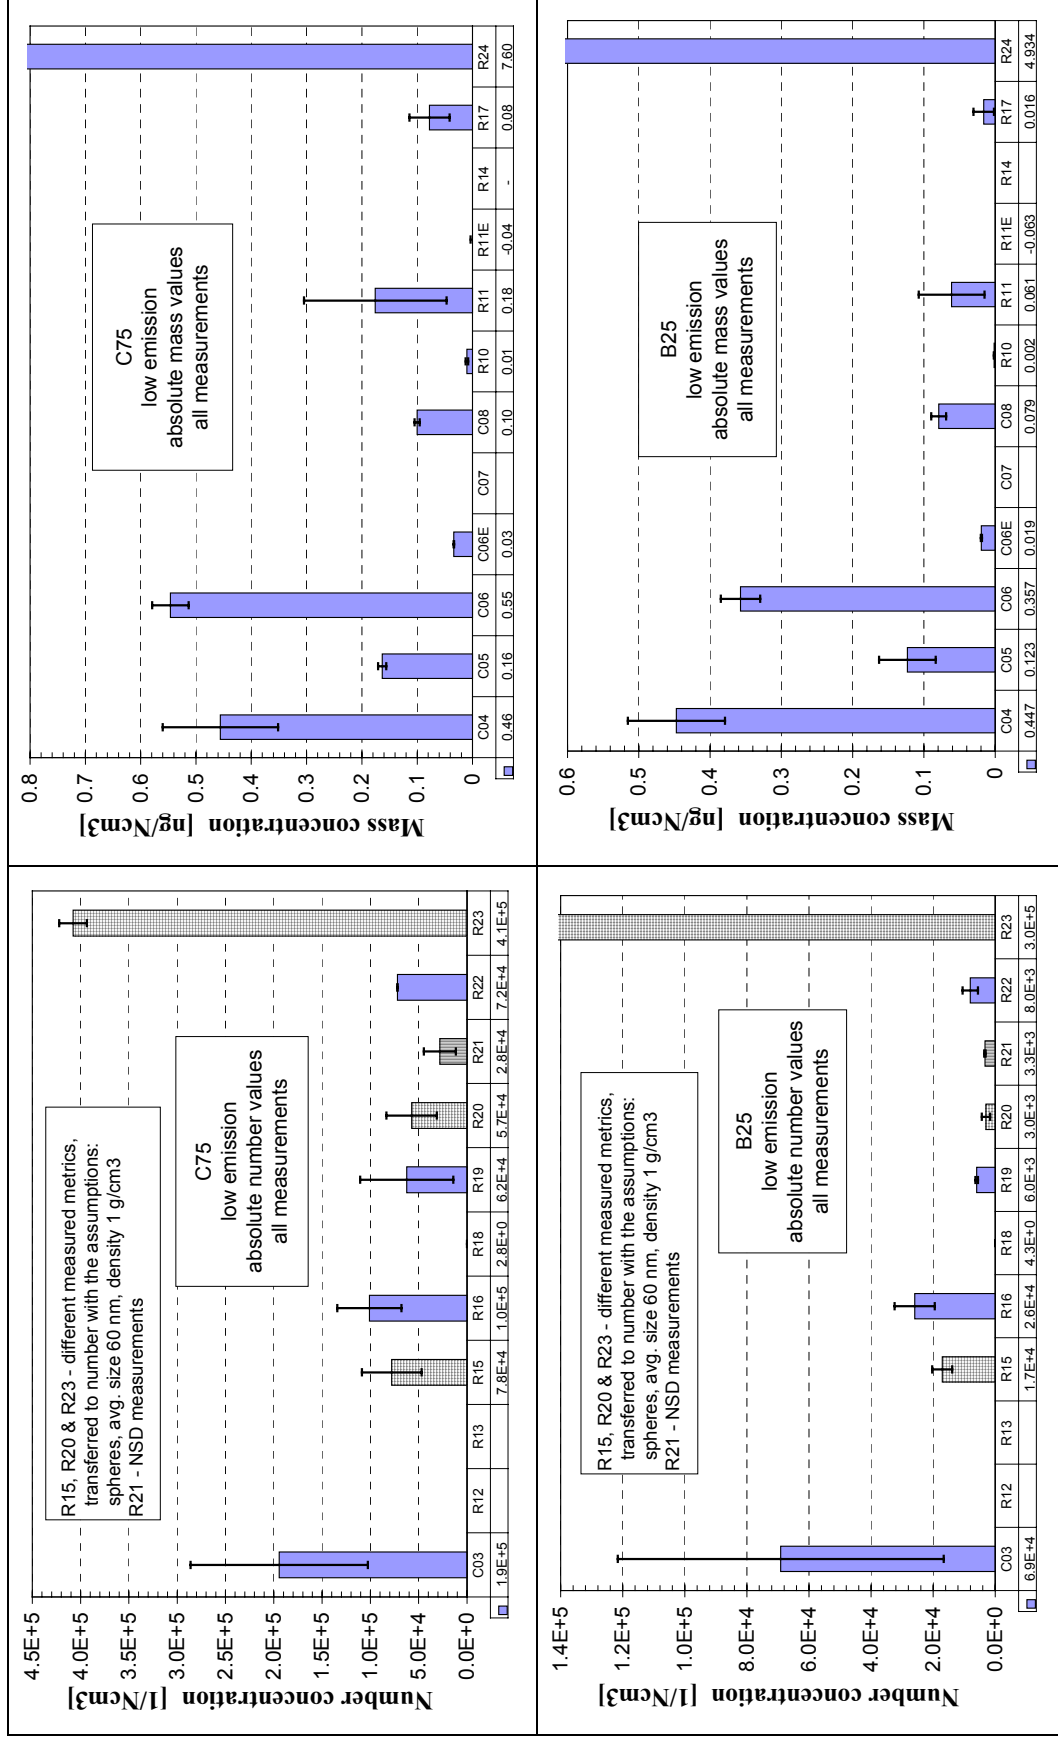 Number concentration [1/Ncm3]
4.5E+5
4.0E+5
3.5E+5
3.0E+5
2.5E+5
2.0E+5
1.5E+5
1.0E+5
5.0E+4
0.0E+0
R15, R20 & R23 - different measured metrics,
transferred to number with the assumptions:
spheres, avg. size 60 nm, density 1 g/cm3
R21 - NSD measurements
C75
low emission
absolute number values
all measurements
C03 R12 R13 R15 R16 R18 R19 R20 R21 R22 R23
1.9E+5 7.8E+4 1.0E+5 2.8E+0 6.2E+4 5.7E+4 2.8E+4 7.2E+4 4.1E+5
Mass concentration [ng/Ncm3]
0.8
0.7
0.6
0.5
0.4
0.3
0.2
0.1
0
C75
low emission
absolute mass values
all measurements
C04 C05 C06 C06E C07 C08 R10 R11 R11E R14 R17 R24
0.46 0.16 0.55 0.03 0.10 0.01 0.18 -0.04 - 0.08 7.60
Number concentration [1/Ncm3]
1.4E+5
1.2E+5
1.0E+5
8.0E+4
6.0E+4
4.0E+4
2.0E+4
0.0E+0
R15, R20 & R23 - different measured metrics,
transferred to number with the assumptions:
spheres, avg. size 60 nm, density 1 g/cm3
R21 - NSD measurements
B25
low emission
absolute number values
all measurements
C03 R12 R13 R15 R16 R18 R19 R20 R21 R22 R23
6.9E+4 1.7E+4 2.6E+4 4.3E+0 6.0E+3 3.0E+3 3.3E+3 8.0E+3 3.0E+5
Mass concentration [ng/Ncm3]
0.6
0.5
0.4
0.3
0.2
0.1
0
B25
low emission
absolute mass values
all measurements
C04 C05 C06 C06E C07 C08 R10 R11 R11E R14 R17 R24
0.447 0.123 0.357 0.019 0.079 0.002 0.061 -0.063 0.016 4.934